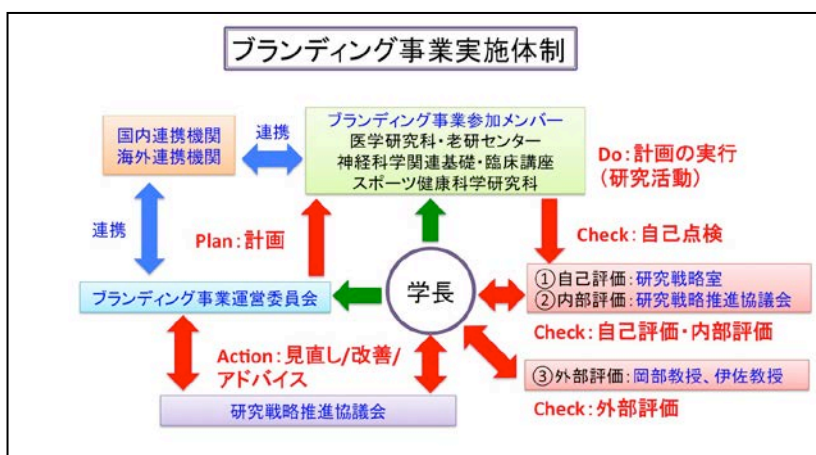 ブランディング事業実施体制
国内連携機関
海外連携機関
連携
ブランディング事業参加メンバー
医学研究科・老研センター
神経科学関連基礎・臨床講座
スポーツ健康科学研究科
Do：計画の実行
（研究活動）
連携
Plan：計画
Check：自己点検
ブランディング事業運営委員会
学長
①自己評価：研究戦略室
②内部評価：研究戦略推進協議会
Check：自己評価・内部評価
Action：見直し/改善/
アドバイス
③外部評価：岡部教授、伊佐教授
Check：外部評価
研究戦略推進協議会